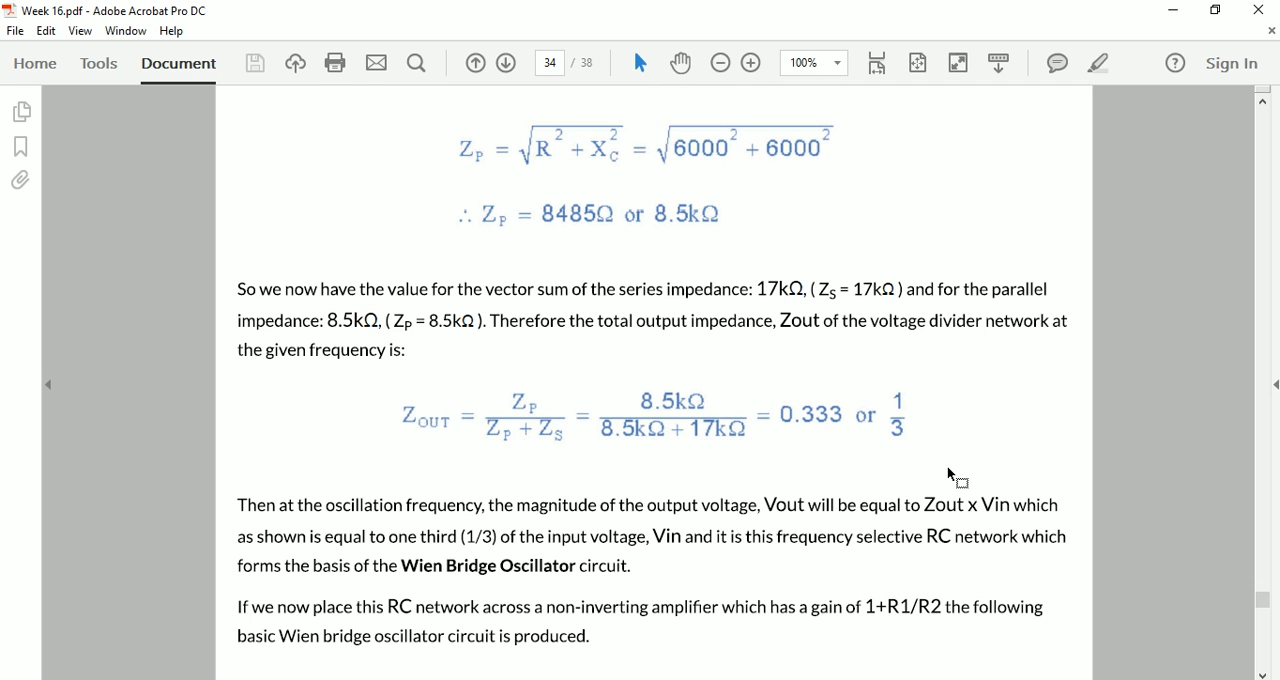 Week 16.pdf - Adobe Acrobat Pro DC
File Edit View Window Help
Home Tools Document 34 / 38 100% Sign In
Z_P = √(R² + X_C²) = √(6000² + 6000²)
∴ Z_P = 8485Ω or 8.5kΩ
So we now have the value for the vector sum of the series impedance: 17kΩ, ( Z_S = 17kΩ ) and for the parallel
impedance: 8.5kΩ, ( Z_P = 8.5kΩ ). Therefore the total output impedance, Zout of the voltage divider network at
the given frequency is:
Z_OUT = Z_P / (Z_P + Z_S) = 8.5kΩ / (8.5kΩ + 17kΩ) = 0.333 or 1/3
Then at the oscillation frequency, the magnitude of the output voltage, Vout will be equal to Zout x Vin which
as shown is equal to one third (1/3) of the input voltage, Vin and it is this frequency selective RC network which
forms the basis of the Wien Bridge Oscillator circuit.
If we now place this RC network across a non-inverting amplifier which has a gain of 1+R1/R2 the following
basic Wien bridge oscillator circuit is produced.